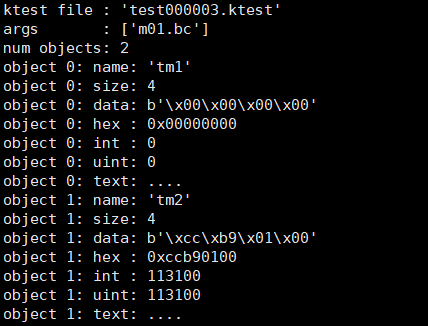 ktest file : 'test000003.ktest'
args       : ['m01.bc']
num objects: 2
object 0: name: 'tm1'
object 0: size: 4
object 0: data: b'\x00\x00\x00\x00'
object 0: hex : 0x00000000
object 0: int : 0
object 0: uint: 0
object 0: text: ....
object 1: name: 'tm2'
object 1: size: 4
object 1: data: b'\xcc\xb9\x01\x00'
object 1: hex : 0xccb90100
object 1: int : 113100
object 1: uint: 113100
object 1: text: ....